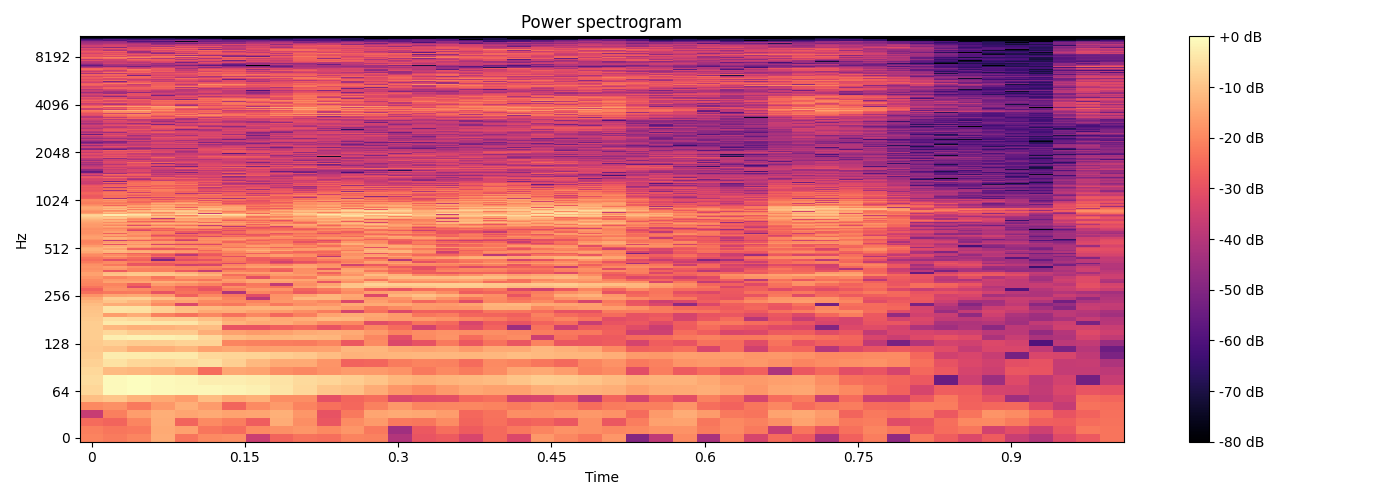 Power spectrogram
8192
4096
2048
1024
512
256
128
64
0
Hz
0 0.15 0.3 0.45 0.6 0.75 0.9
Time
+0 dB
-10 dB
-20 dB
-30 dB
-40 dB
-50 dB
-60 dB
-70 dB
-80 dB